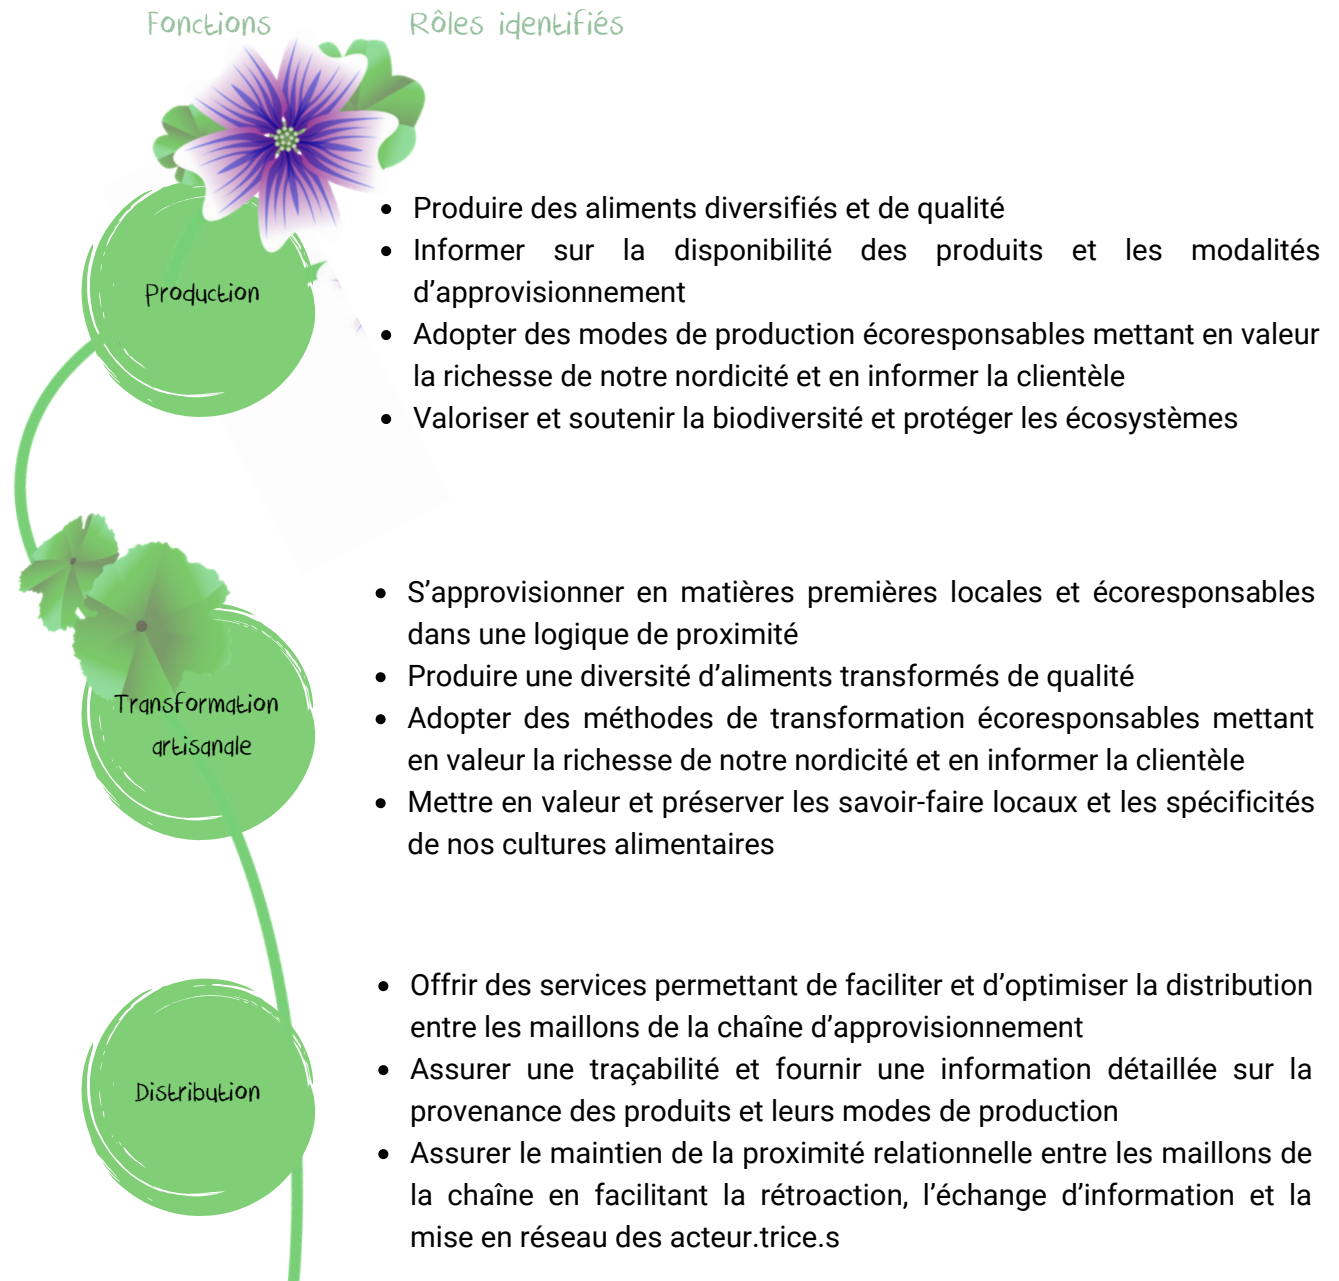 Fonctions
Rôles identifiés
Production
• Produire des aliments diversifiés et de qualité
• Informer sur la disponibilité des produits et les modalités
d’approvisionnement
• Adopter des modes de production écoresponsables mettant en valeur
la richesse de notre nordicité et en informer la clientèle
• Valoriser et soutenir la biodiversité et protéger les écosystèmes
Transformation
artisanale
• S’approvisionner en matières premières locales et écoresponsables
dans une logique de proximité
• Produire une diversité d’aliments transformés de qualité
• Adopter des méthodes de transformation écoresponsables mettant
en valeur la richesse de notre nordicité et en informer la clientèle
• Mettre en valeur et préserver les savoir-faire locaux et les spécificités
de nos cultures alimentaires
Distribution
• Offrir des services permettant de faciliter et d’optimiser la distribution
entre les maillons de la chaîne d’approvisionnement
• Assurer une traçabilité et fournir une information détaillée sur la
provenance des produits et leurs modes de production
• Assurer le maintien de la proximité relationnelle entre les maillons de
la chaîne en facilitant la rétroaction, l’échange d’information et la
mise en réseau des acteur.trice.s